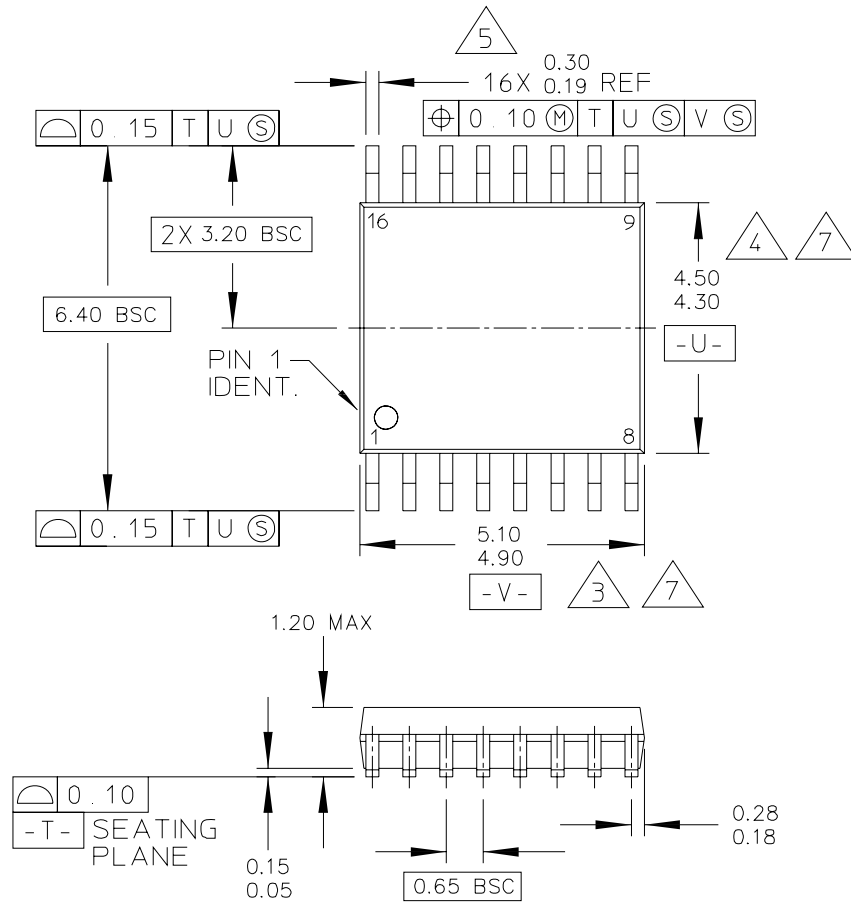 5
16X 0.30
0.19 REF
⌖ 0.10 Ⓜ T U Ⓢ V Ⓢ
⌓ 0.15 T U Ⓢ
2X 3.20 BSC
16
9
4
7
4.50
4.30
6.40 BSC
-U-
PIN 1
IDENT.
1
8
⌓ 0.15 T U Ⓢ
5.10
4.90
-V-
3
7
1.20 MAX
⌓ 0.10
-T- SEATING
PLANE
0.15
0.05
0.65 BSC
0.28
0.18